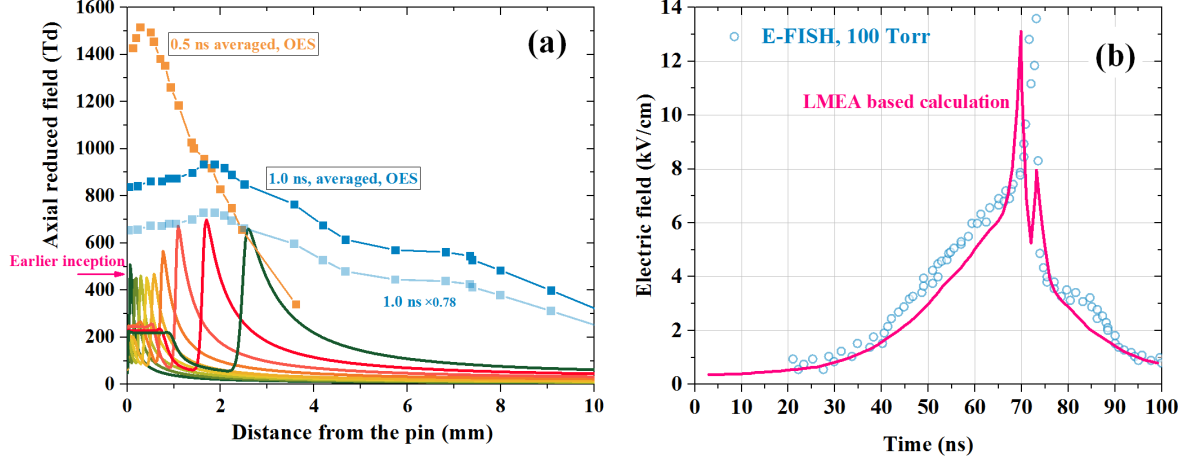 (a)
0.5 ns averaged, OES
1.0 ns, averaged, OES
Earlier inception
1.0 ns ×0.78
Axial reduced field (Td)
0
200
400
600
800
1000
1200
1400
1600
0
2
4
6
8
10
Distance from the pin (mm)
(b)
E-FISH, 100 Torr
LMEA based calculation
Electric field (kV/cm)
0
2
4
6
8
10
12
14
0
10
20
30
40
50
60
70
80
90
100
Time (ns)